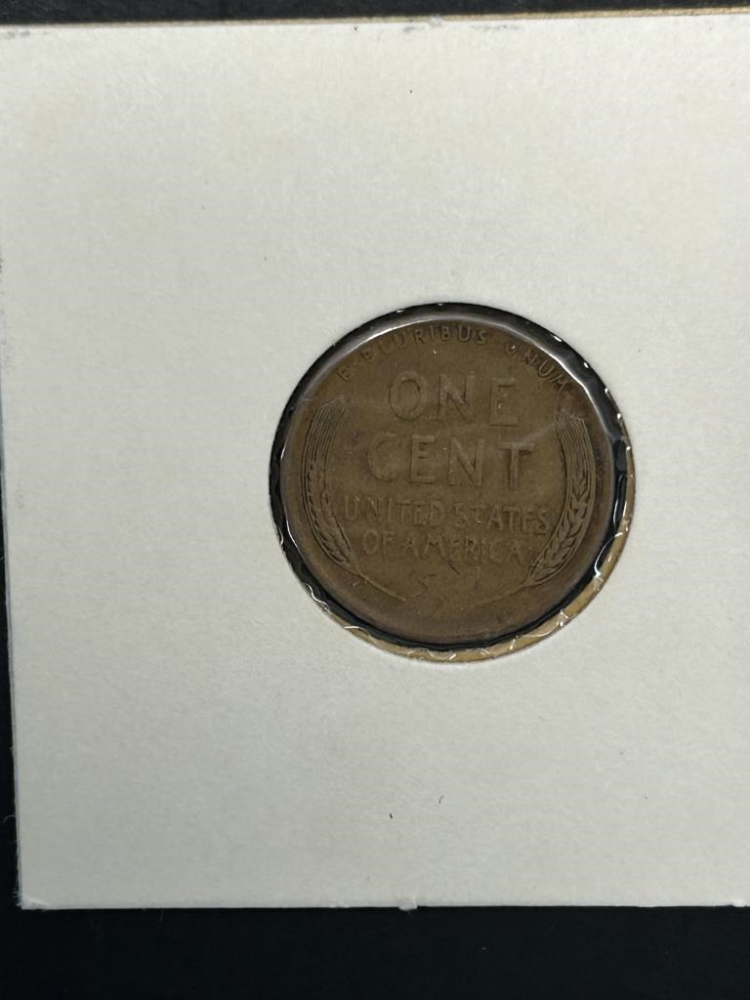 E PLURIBUS UNUM
ONE
CENT
UNITED STATES
OF AMERICA